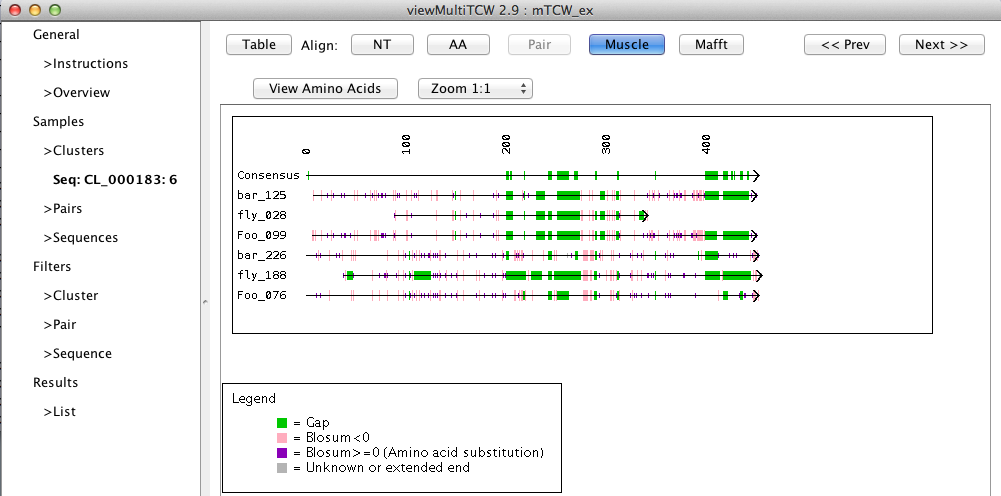 viewMultiTCW 2.9 : mTCW_ex
General
>Instructions
>Overview
Samples
>Clusters
Seq: CL_000183: 6
>Pairs
>Sequences
Filters
>Cluster
>Pair
>Sequence
Results
>List
Table Align: NT AA Pair Muscle Mafft << Prev Next >>
View Amino Acids Zoom 1:1
0 100 200 300 400
Consensus
bar_125
fly_028
Foo_099
bar_226
fly_188
Foo_076
Legend
= Gap
= Blosum<0
= Blosum>=0 (Amino acid substitution)
= Unknown or extended end